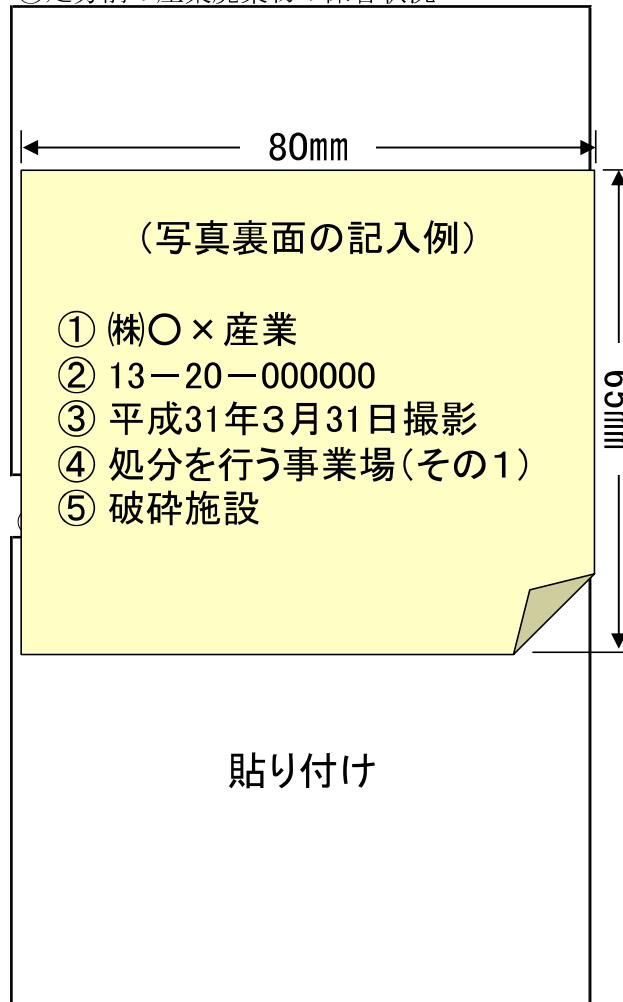 80mm
(写真裏面の記入例)
① ㈱○×産業
② 13-20-000000
③ 平成31年3月31日撮影
④ 処分を行う事業場(その1)
⑤ 破砕施設
貼り付け